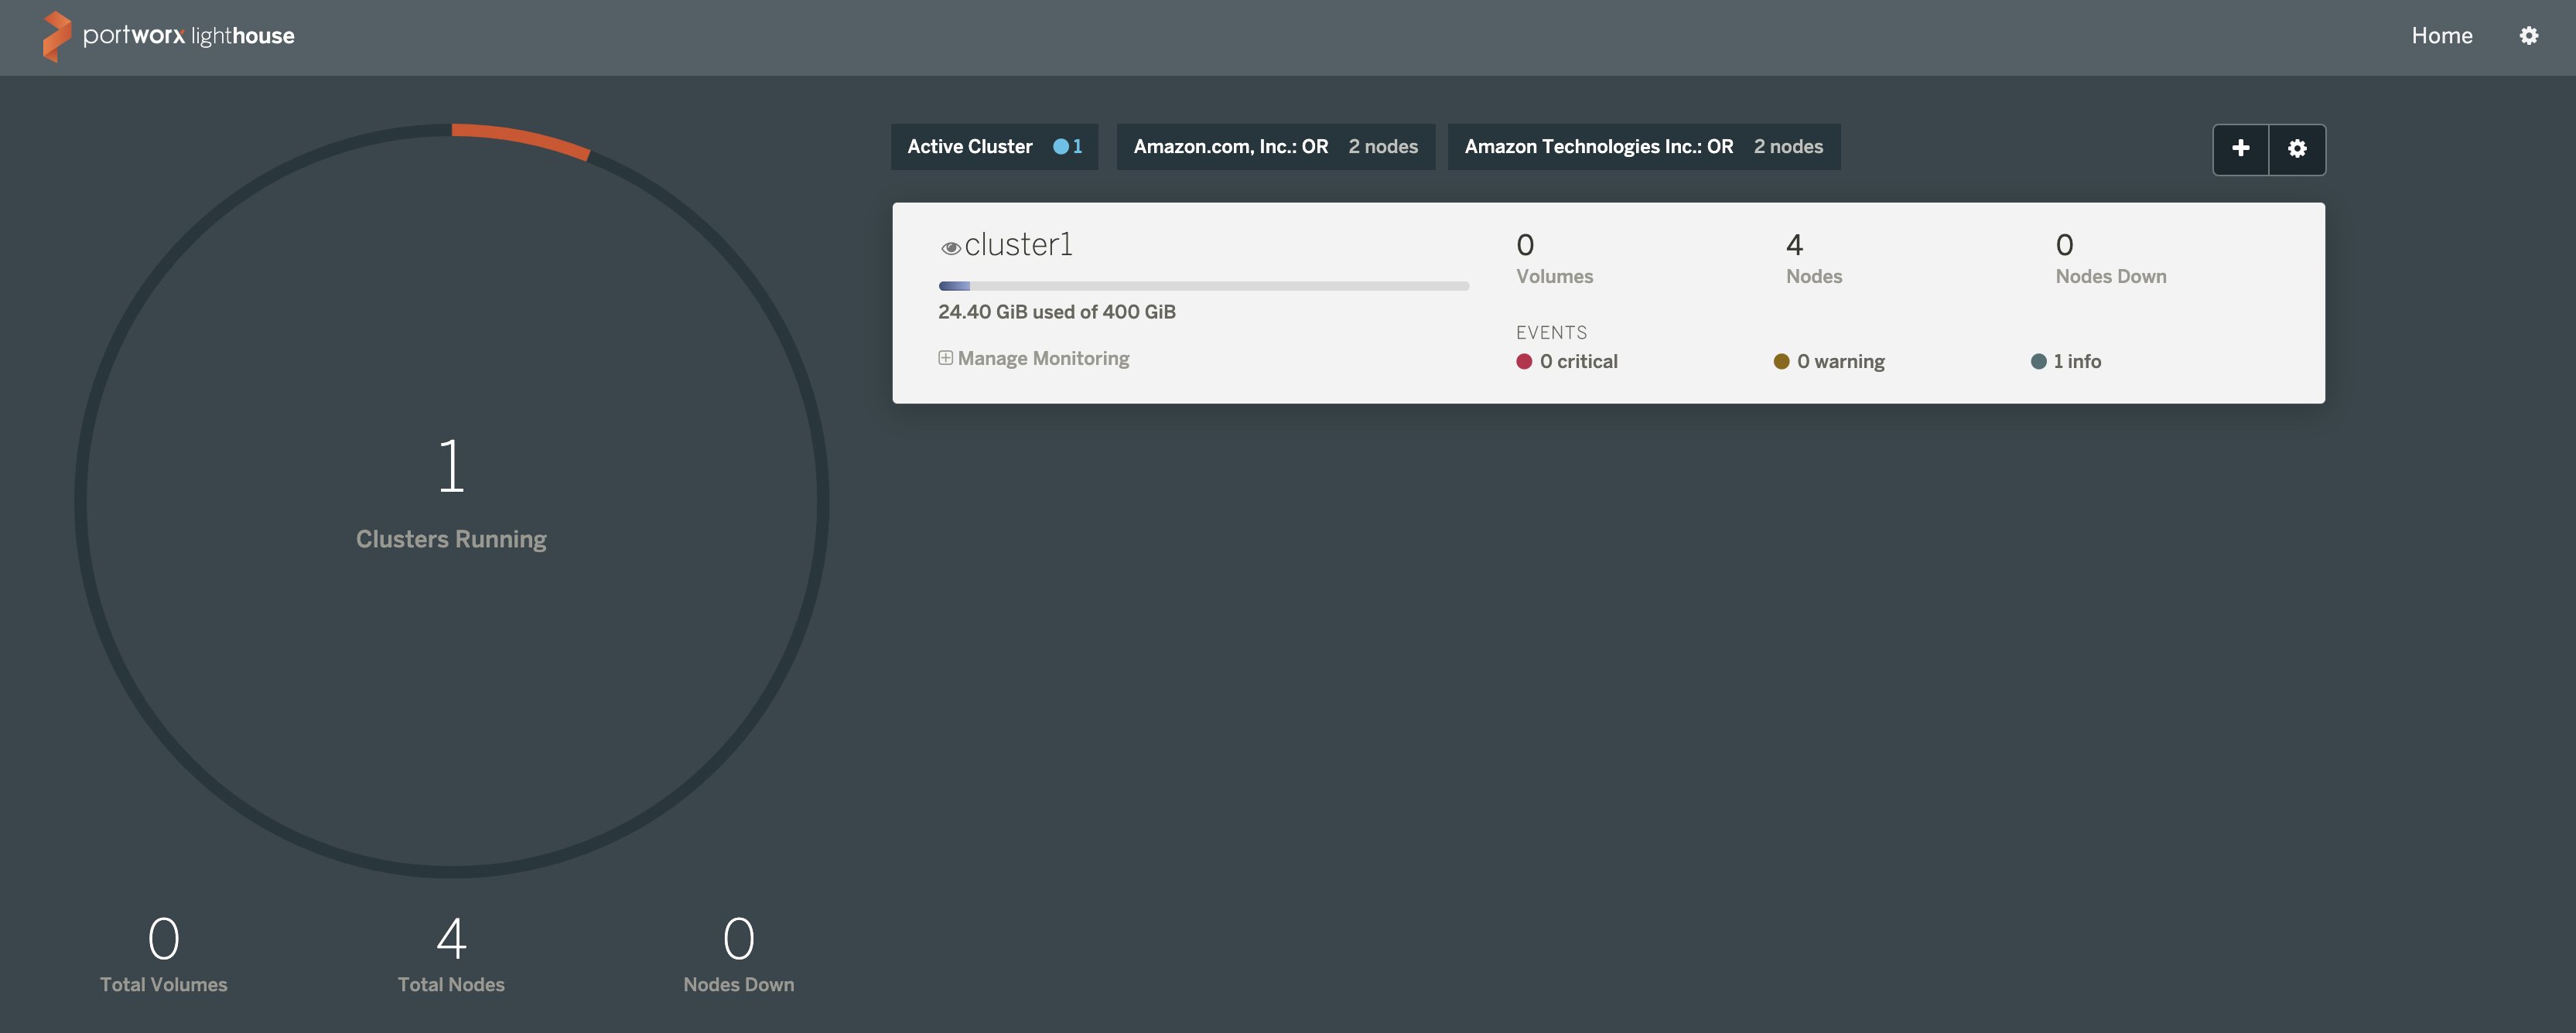 portworx lighthouse
Home
Active Cluster 1
Amazon.com, Inc.: OR 2 nodes
Amazon Technologies Inc.: OR 2 nodes
cluster1
24.40 GiB used of 400 GiB
Manage Monitoring
0
Volumes
4
Nodes
0
Nodes Down
EVENTS
0 critical
0 warning
1 info
1
Clusters Running
0
Total Volumes
4
Total Nodes
0
Nodes Down